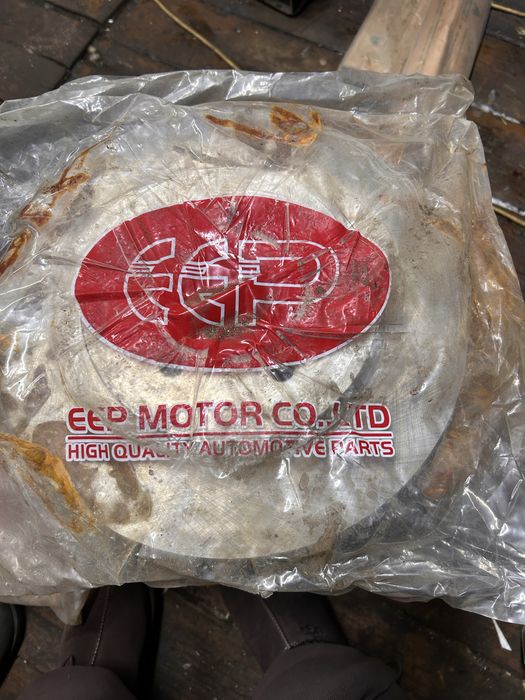 EEP
EEP MOTOR CO.,LTD
HIGH QUALITY AUTOMOTIVE PARTS